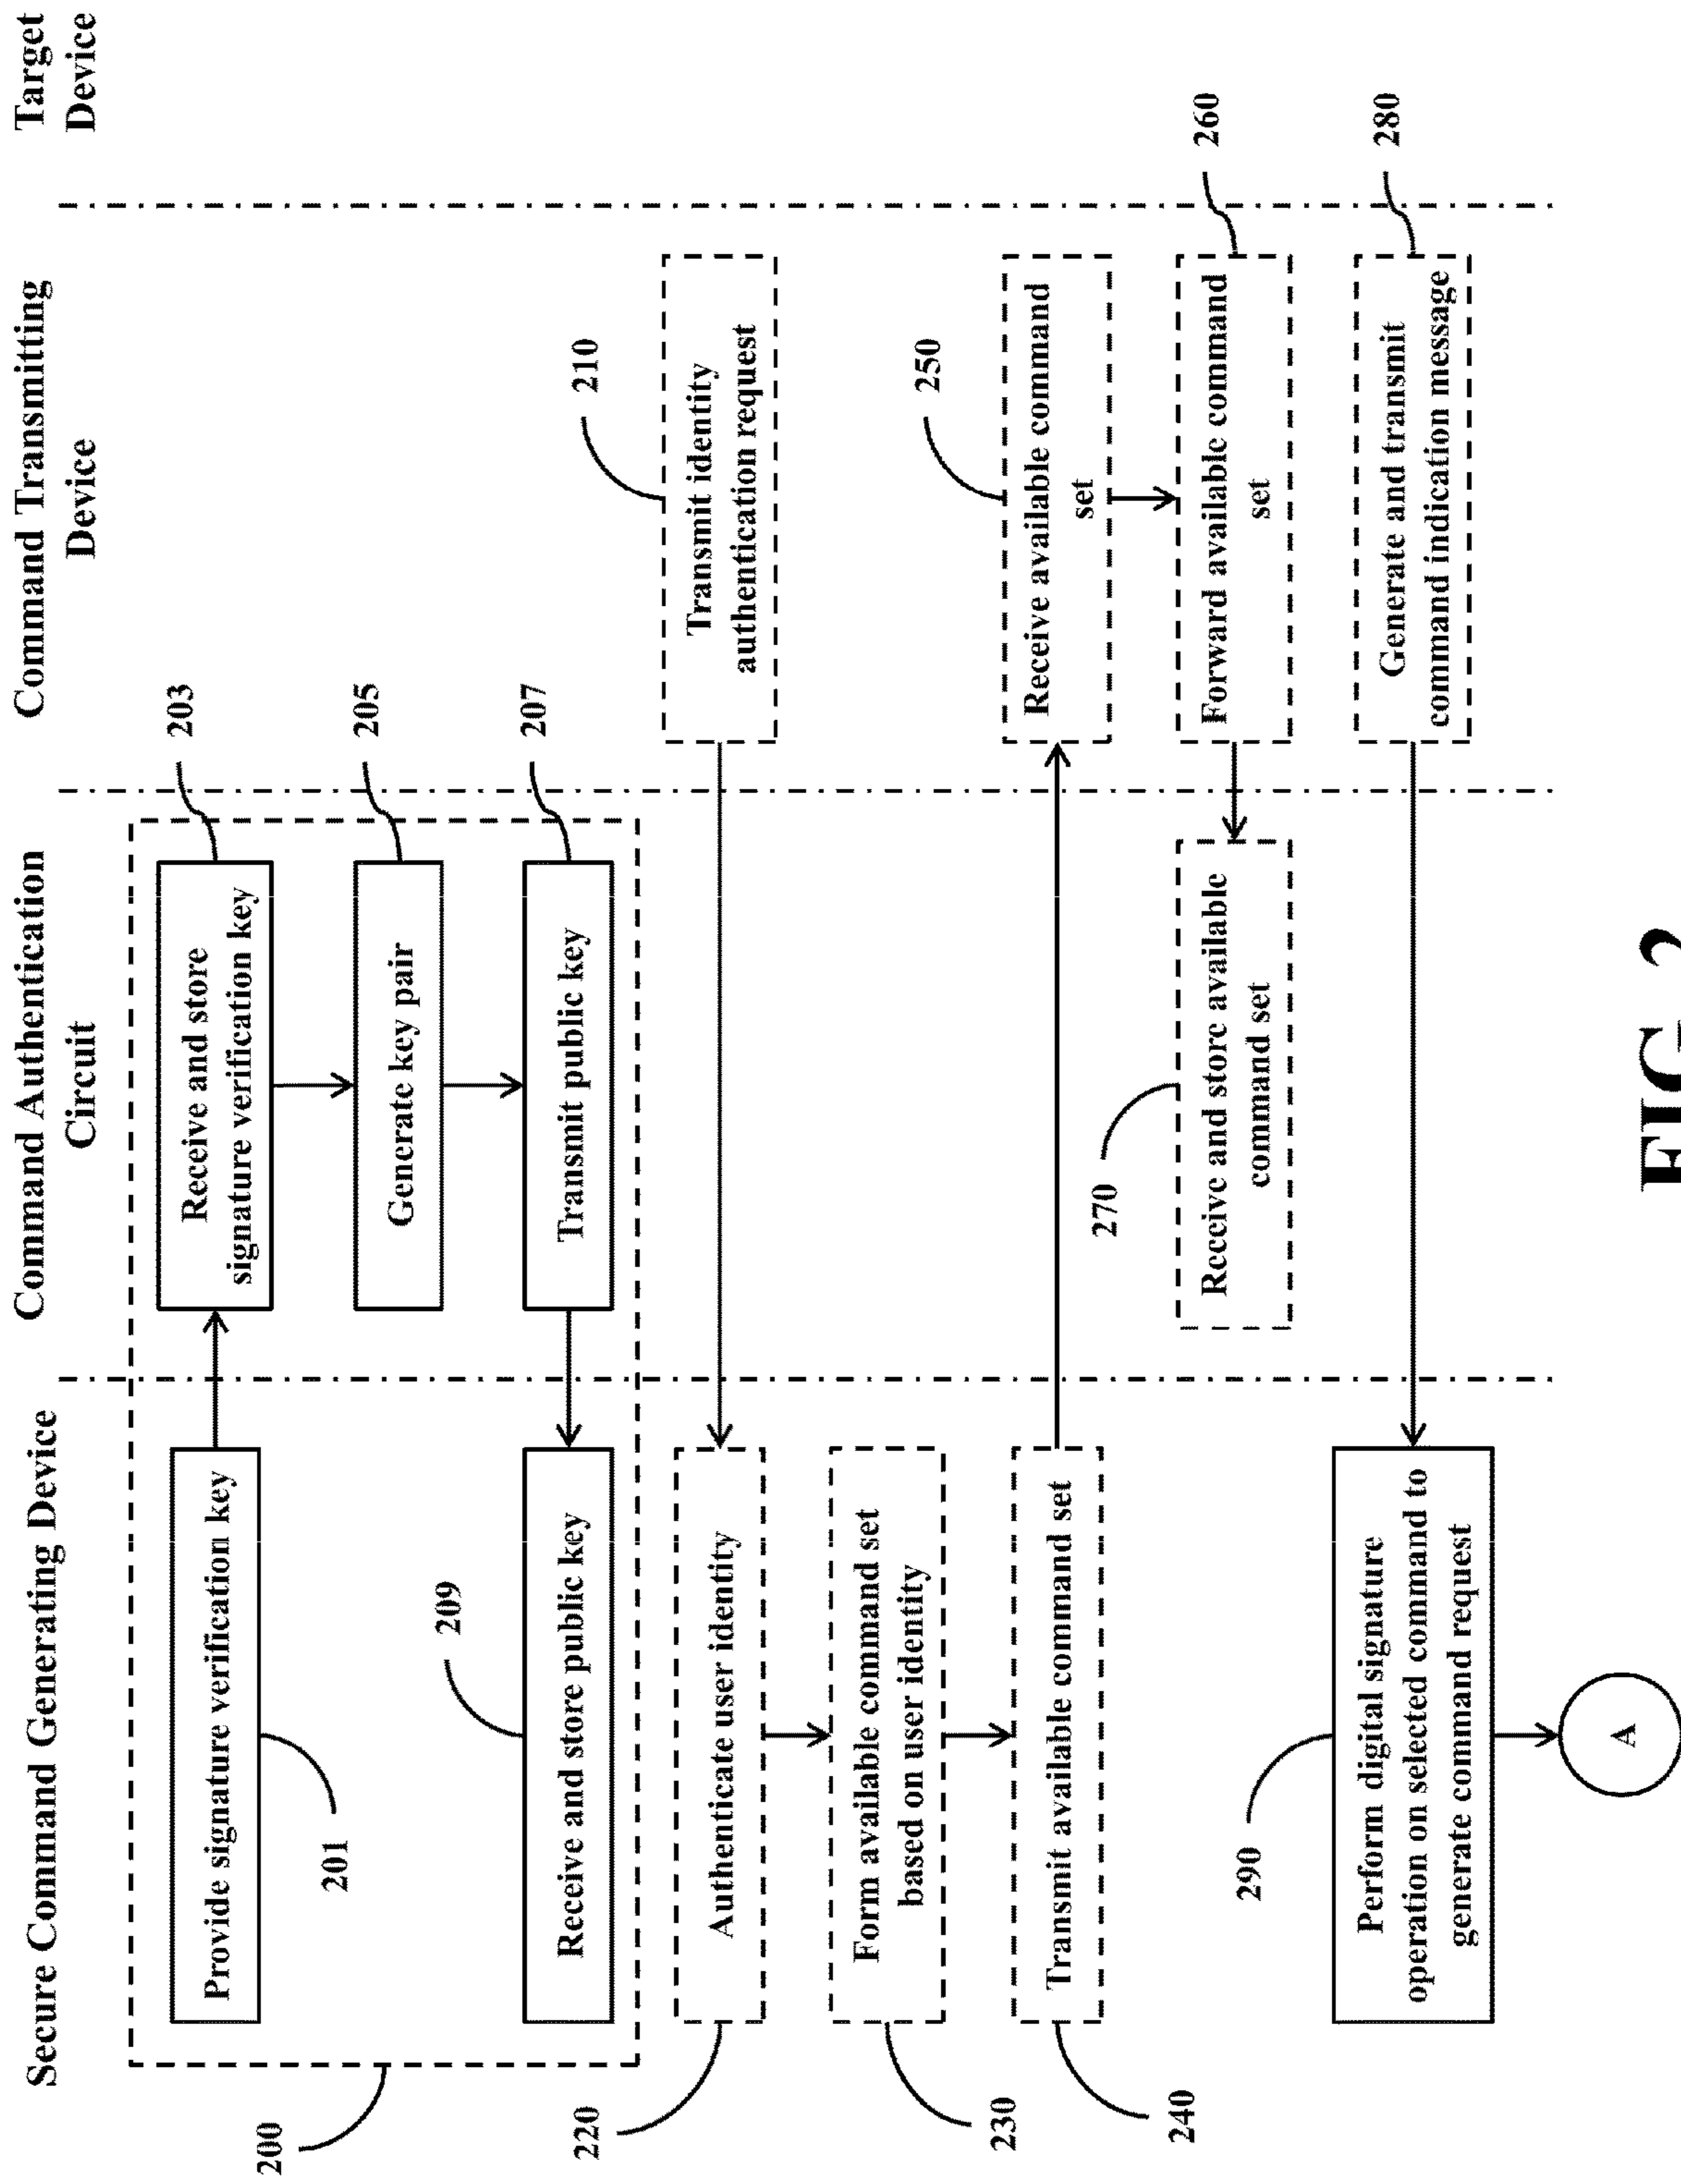 Secure Command Generating Device
Command Authentication
Circuit
Command Transmitting
Device
Target
Device
200
Provide signature verification key
201
Receive and store
signature verification key
203
Generate key pair
205
Transmit public key
207
Receive and store public key
209
Transmit identity
authentication request
210
220
Authenticate user identity
230
Form available command set
based on user identity
240
Transmit available command set
250
Receive available command
set
Forward available command
set
260
270
Receive and store available
command set
Generate and transmit
command indication message
280
290
Perform digital signature
operation on selected command to
generate command request
A
FIG. 2